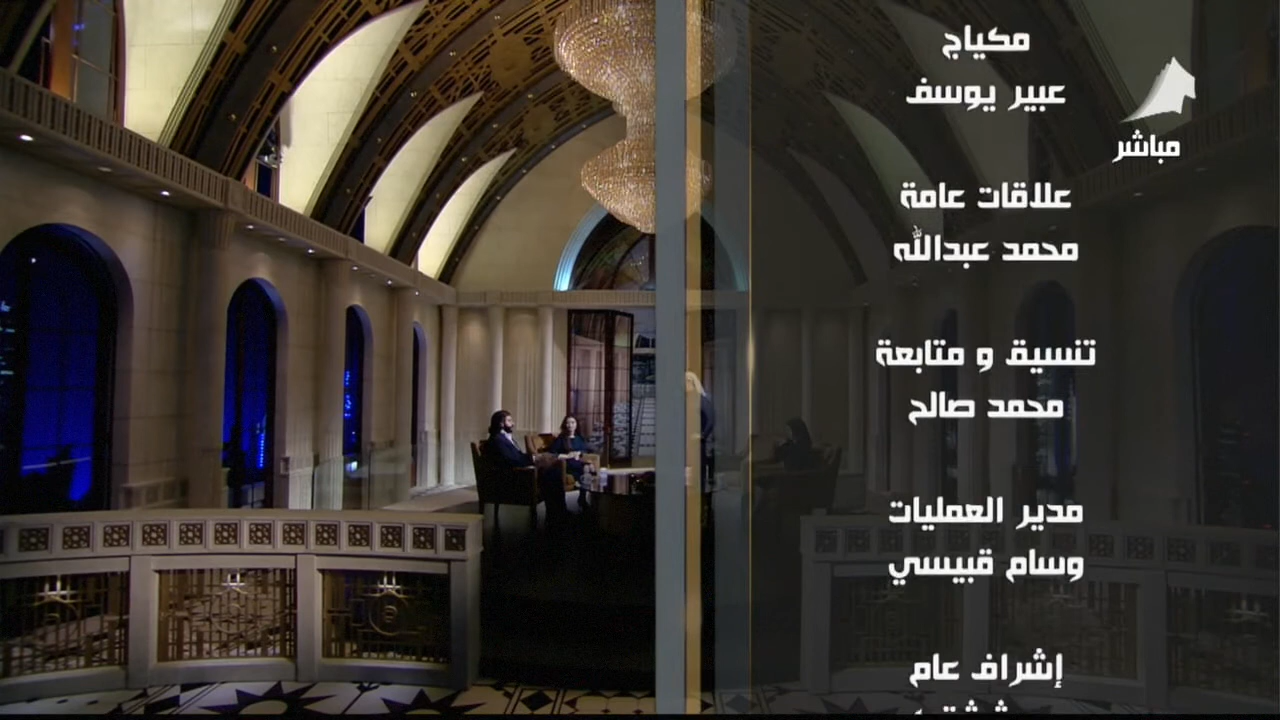 مكياج
عبير يوسف
مباشر
علاقات عامة
محمد عبدالله
تنسيق و متابعة
محمد صالح
مدير العمليات
وسام قبيسي
إشراف عام